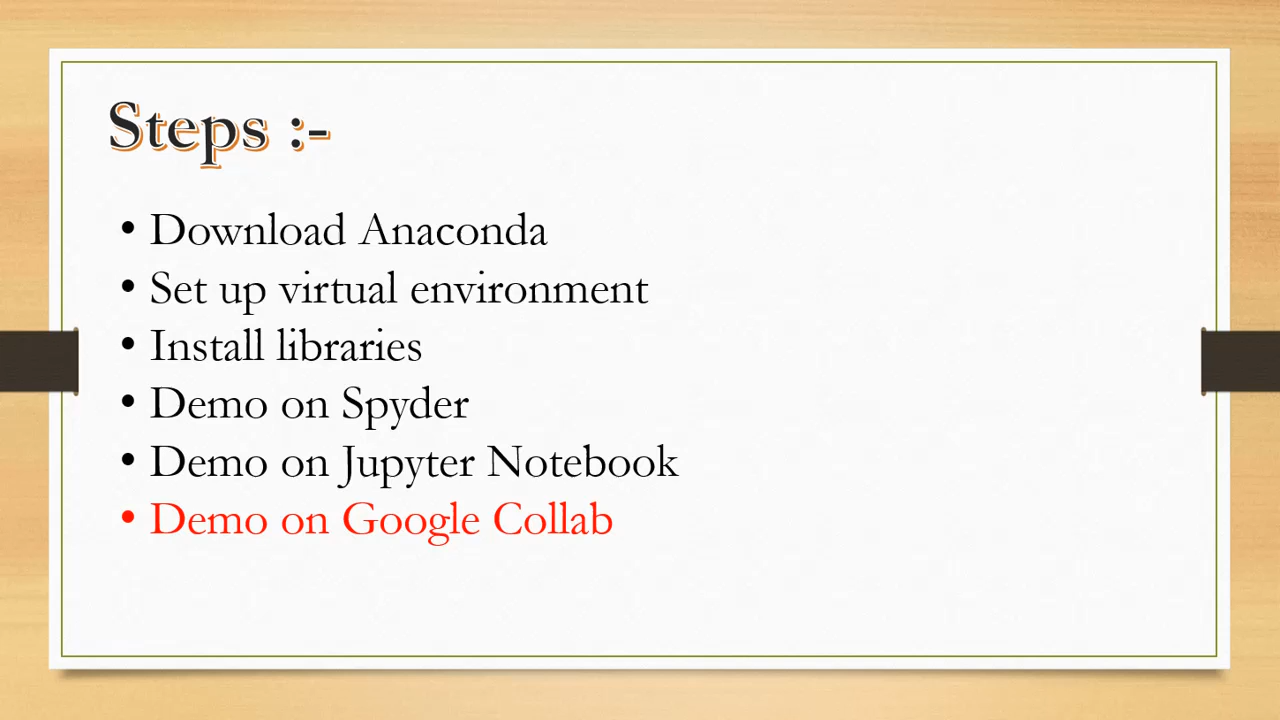 Steps :-
• Download Anaconda
• Set up virtual environment
• Install libraries
• Demo on Spyder
• Demo on Jupyter Notebook
• Demo on Google Collab